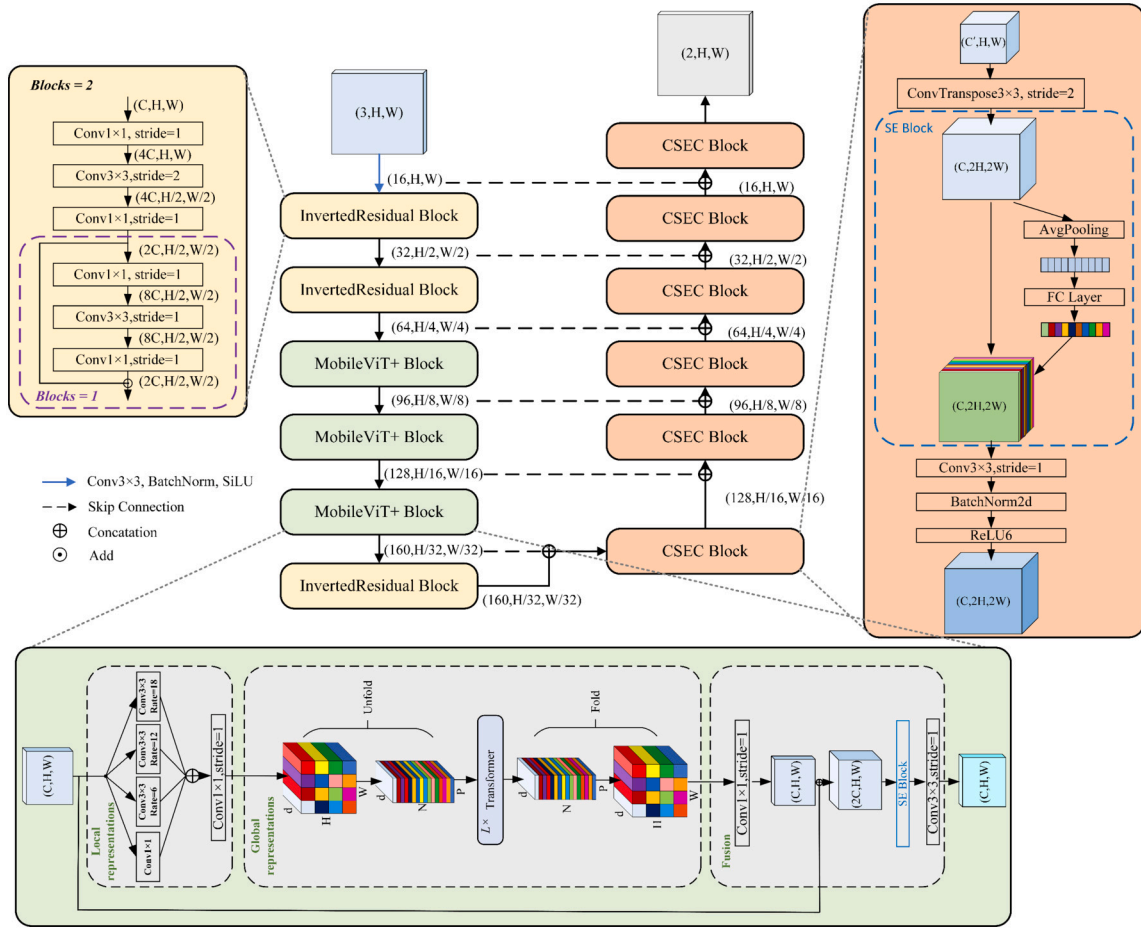 Blocks = 2
(C,H,W)
Conv1×1, stride=1
(4C,H,W)
Conv3×3,stride=2
(4C,H/2,W/2)
Conv1×1,stride=1
(2C,H/2,W/2)
Conv1×1, stride=1
(8C,H/2,W/2)
Conv3×3,stride=1
(8C,H/2,W/2)
Conv1×1,stride=1
(2C,H/2,W/2)
Blocks = 1
Conv3×3, BatchNorm, SiLU
Skip Connection
Concatation
Add
(3,H,W)
(16,H,W)
InvertedResidual Block
(32,H/2,W/2)
InvertedResidual Block
(64,H/4,W/4)
MobileViT+ Block
(96,H/8,W/8)
MobileViT+ Block
(128,H/16,W/16)
MobileViT+ Block
(160,H/32,W/32)
InvertedResidual Block
(160,H/32,W/32)
(2,H,W)
CSEC Block
(16,H,W)
CSEC Block
(32,H/2,W/2)
CSEC Block
(64,H/4,W/4)
CSEC Block
(96,H/8,W/8)
CSEC Block
(128,H/16,W/16)
CSEC Block
(C',H,W)
ConvTranspose3×3, stride=2
SE Block
(C,2H,2W)
AvgPooling
FC Layer
(C,2H,2W)
Conv3×3,stride=1
BatchNorm2d
ReLU6
(C,2H,2W)
(C,H,W)
Local
representations
Conv3×3
Rate=18
Conv3×3
Rate=12
Conv3×3
Rate=6
Conv1×1
Conv1×1,stride=1
Global
representations
Unfold
d
H
W
d
N
P
L× Transformer
Fold
d
N
P
d
H
W
Fusion
Conv1×1,stride=1
(C,H,W)
(2C,H,W)
SE Block
Conv3×3,stride=1
(C,H,W)